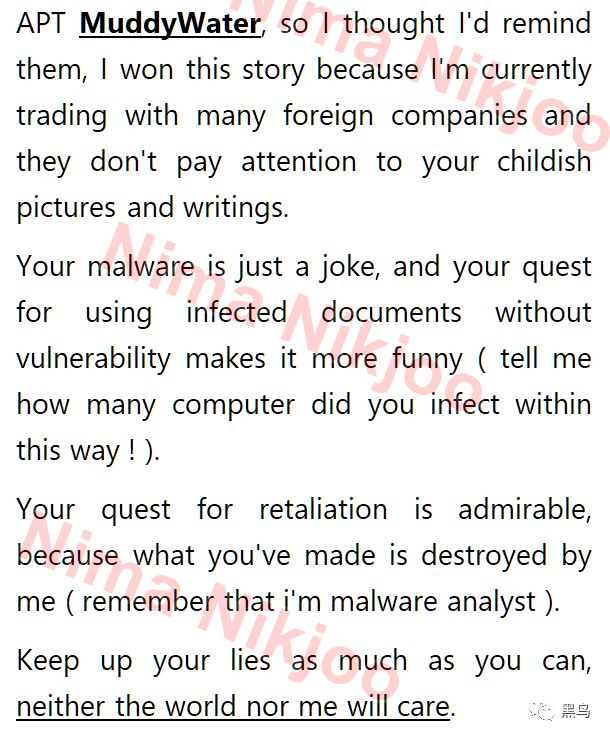 APT MuddyWater, so I thought I'd remind
them, I won this story because I'm currently
trading with many foreign companies and
they don't pay attention to your childish
pictures and writings.
Your malware is just a joke, and your quest
for using infected documents without
vulnerability makes it more funny ( tell me
how many computer did you infect within
this way ! ).
Your quest for retaliation is admirable,
because what you've made is destroyed by
me ( remember that i'm malware analyst ).
Keep up your lies as much as you can,
neither the world nor me will care.
Nima Nikjoo
Nima Nikjoo
Nima Nikjoo
黑鸟